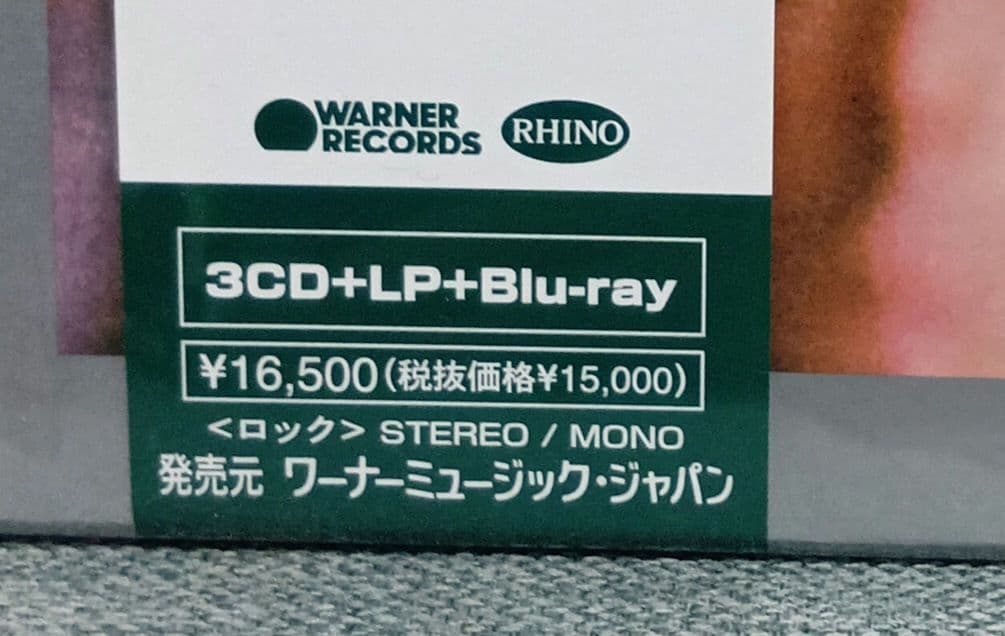 WARNER RECORDS
RHINO
3CD+LP+Blu-ray
¥16,500(税抜価格¥15,000)
<ロック> STEREO / MONO
発売元 ワーナーミュージック・ジャパン